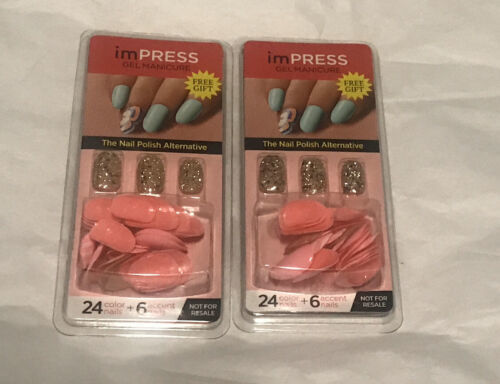 imPRESS
GEL MANICURE
FREE
GIFT
The Nail Polish Alternative
24 color nails + 6 accent nails
NOT FOR
RESALE
imPRESS
GEL MANICURE
FREE
GIFT
The Nail Polish Alternative
24 color nails + 6 accent nails
NOT FOR
RESALE